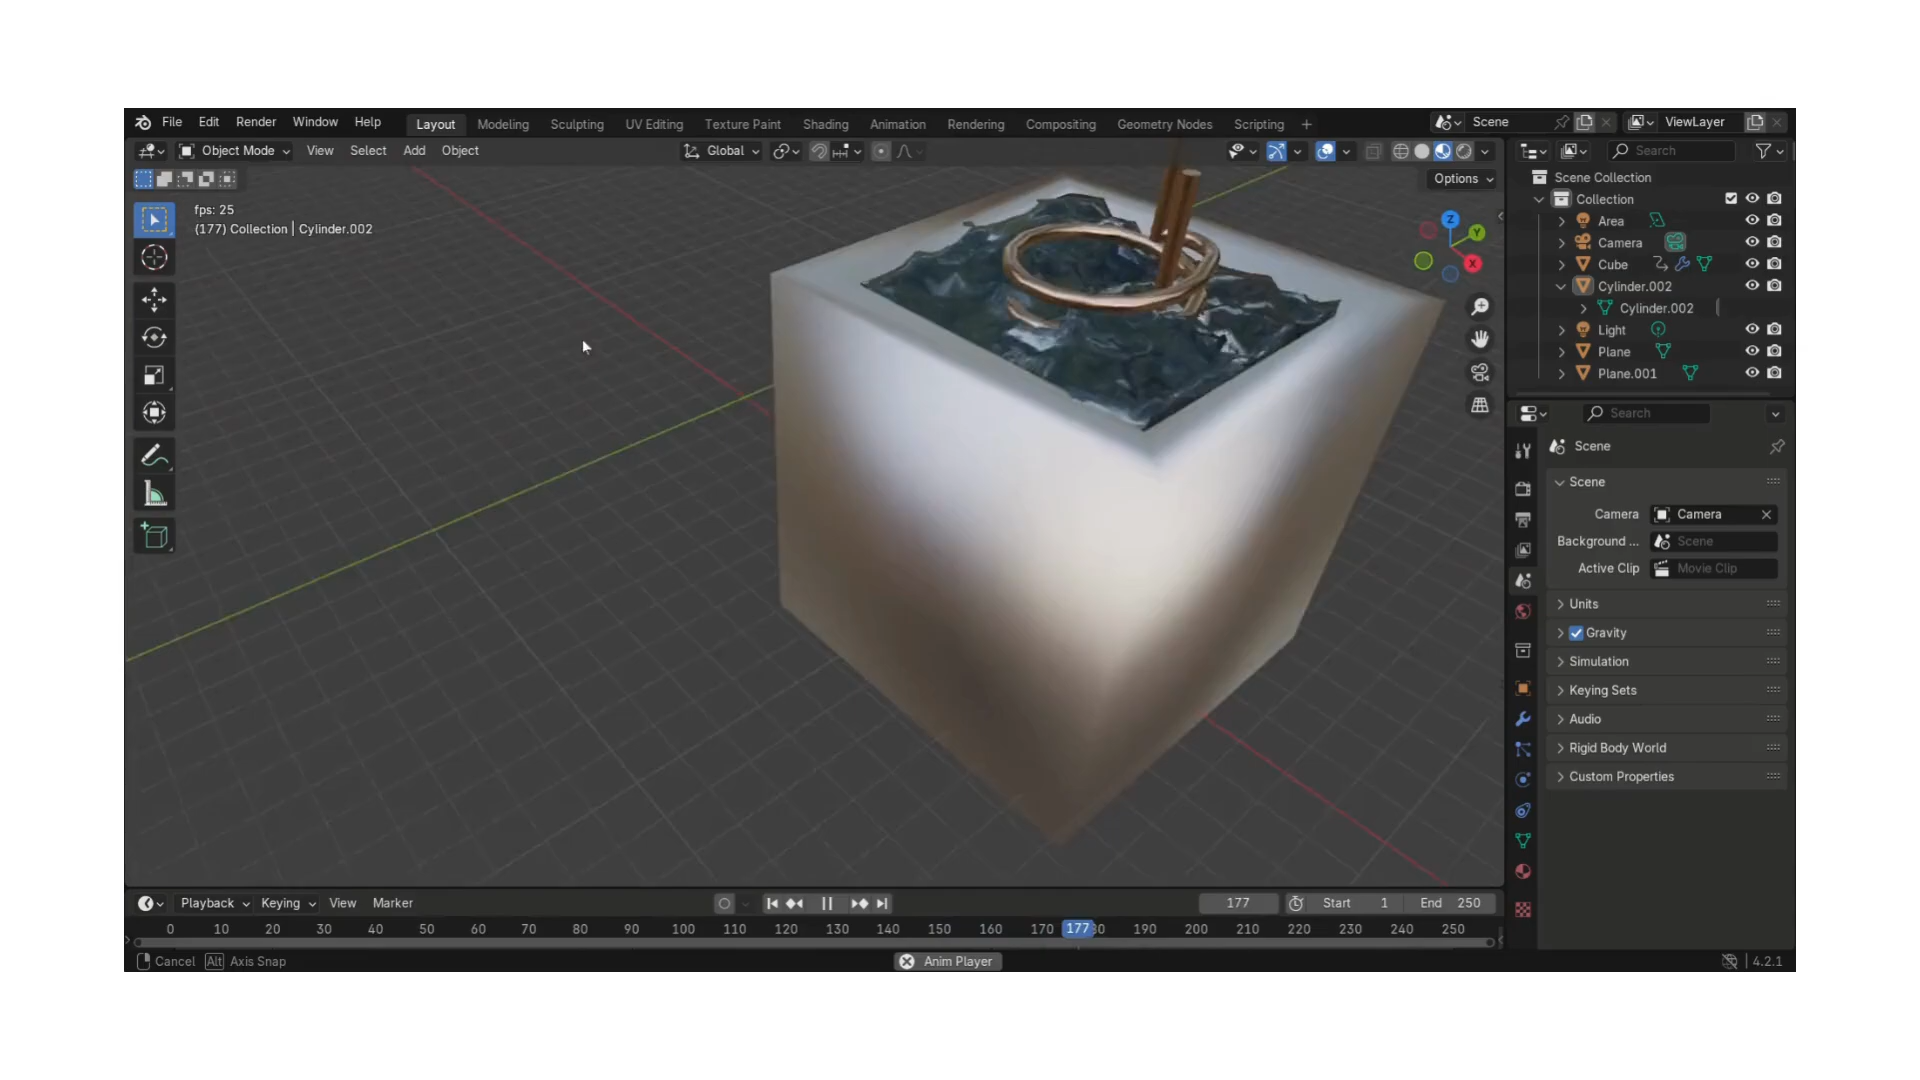 File Edit Render Window Help Layout Modeling Sculpting UV Editing Texture Paint Shading Animation Rendering Compositing Geometry Nodes Scripting + Scene ViewLayer
Object Mode View Select Add Object Global Search
Options
fps: 25
(177) Collection | Cylinder.002
Z
Y
X
Scene Collection
Collection
Area
Camera
Cube
Cylinder.002
Cylinder.002
Light
Plane
Plane.001
Search
Scene
Scene
Camera Camera
Background ... Scene
Active Clip Movie Clip
Units
Gravity
Simulation
Keying Sets
Audio
Rigid Body World
Custom Properties
Playback Keying View Marker 177 Start 1 End 250
0 10 20 30 40 50 60 70 80 90 100 110 120 130 140 150 160 170 177 190 200 210 220 230 240 250
Cancel Alt Axis Snap Anim Player 4.2.1